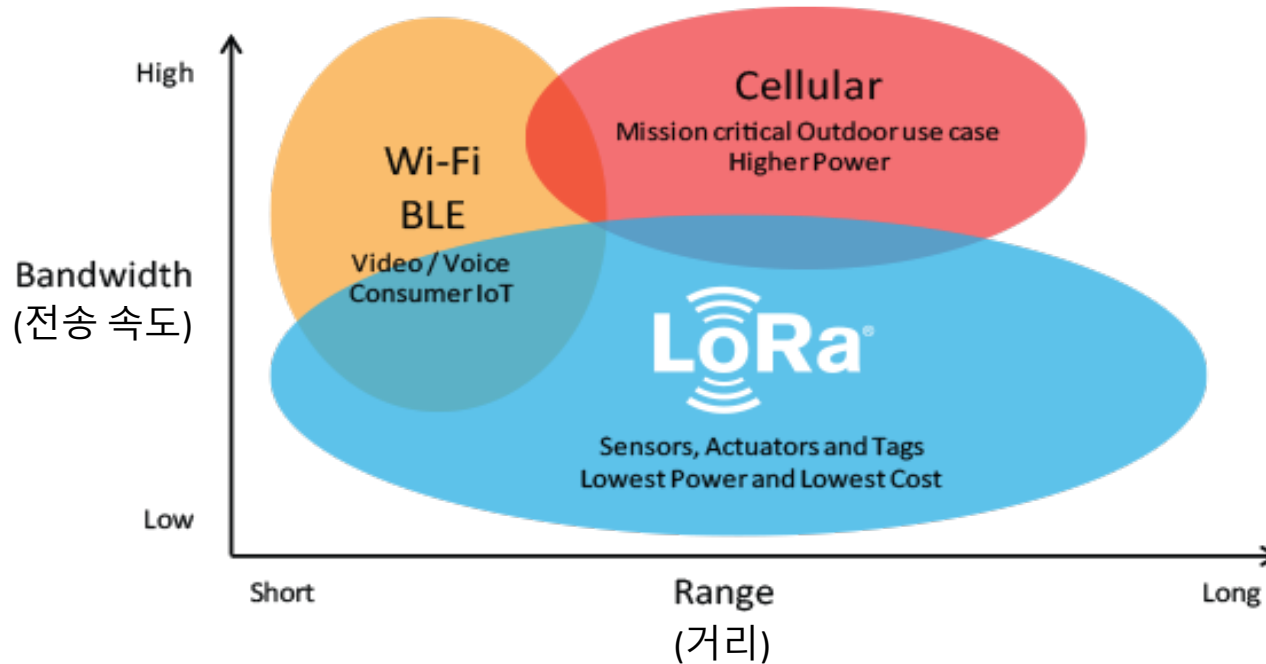 High
Cellular
Mission critical Outdoor use case
Higher Power
Wi-Fi
BLE
Video / Voice
Consumer IoT
Bandwidth
(전송 속도)
LoRa®
Sensors, Actuators and Tags
Lowest Power and Lowest Cost
Low
Short
Range
(거리)
Long